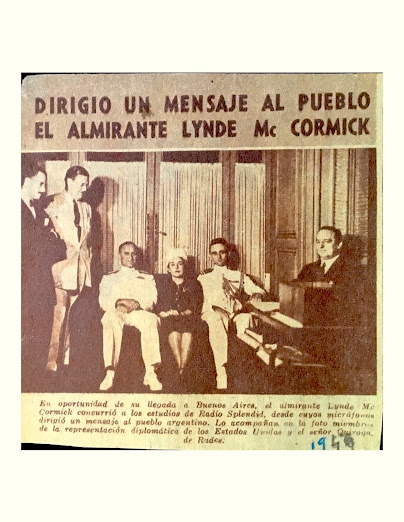 DIRIGIO UN MENSAJE AL PUEBLO
EL ALMIRANTE LYNDE Mc CORMICK
En oportunidad de su llegada a Buenos Aires, el almirante Lynde Mc
Cormick concurrió a los estudios de Radio Splendid, desde cuyos micrófonos
dirigió un mensaje al pueblo argentino. Lo acompañan en la foto miembros
de la representación diplomática de los Estados Unidos y el señor Quiroga,
de Rades.